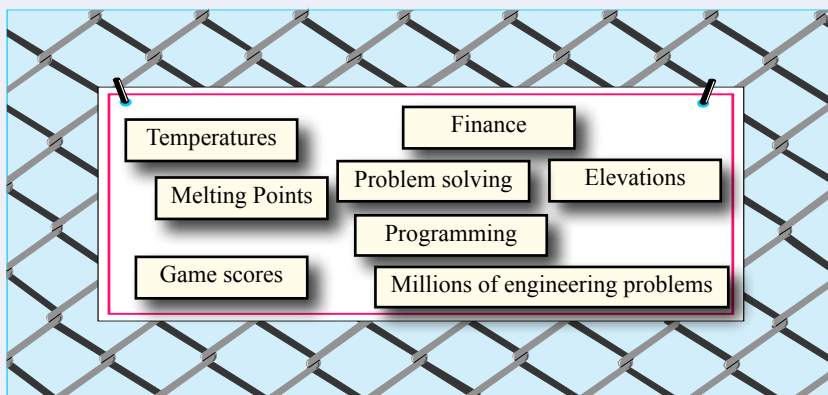 Temperatures
Finance
Melting Points
Problem solving
Elevations
Programming
Game scores
Millions of engineering problems